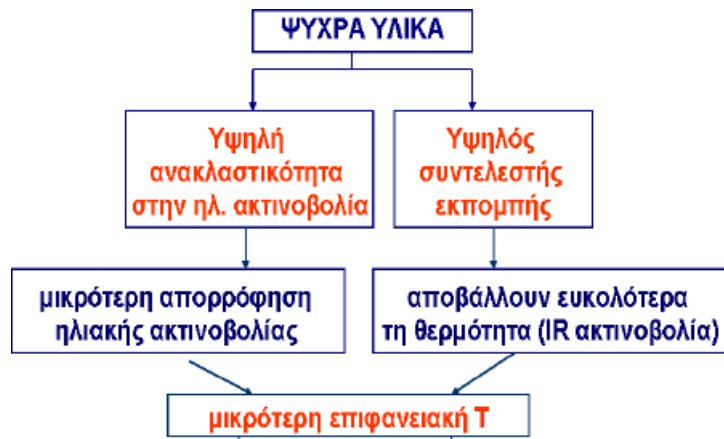 ΨΥΧΡΑ ΥΛΙΚΑ
Υψηλή
ανακλαστικότητα
στην ηλ. ακτινοβολία
Υψηλός
συντελεστής
εκπομπής
μικρότερη απορρόφηση
ηλιακής ακτινοβολίας
αποβάλλουν ευκολότερα
τη θερμότητα (IR ακτινοβολία)
μικρότερη επιφανειακή Τ